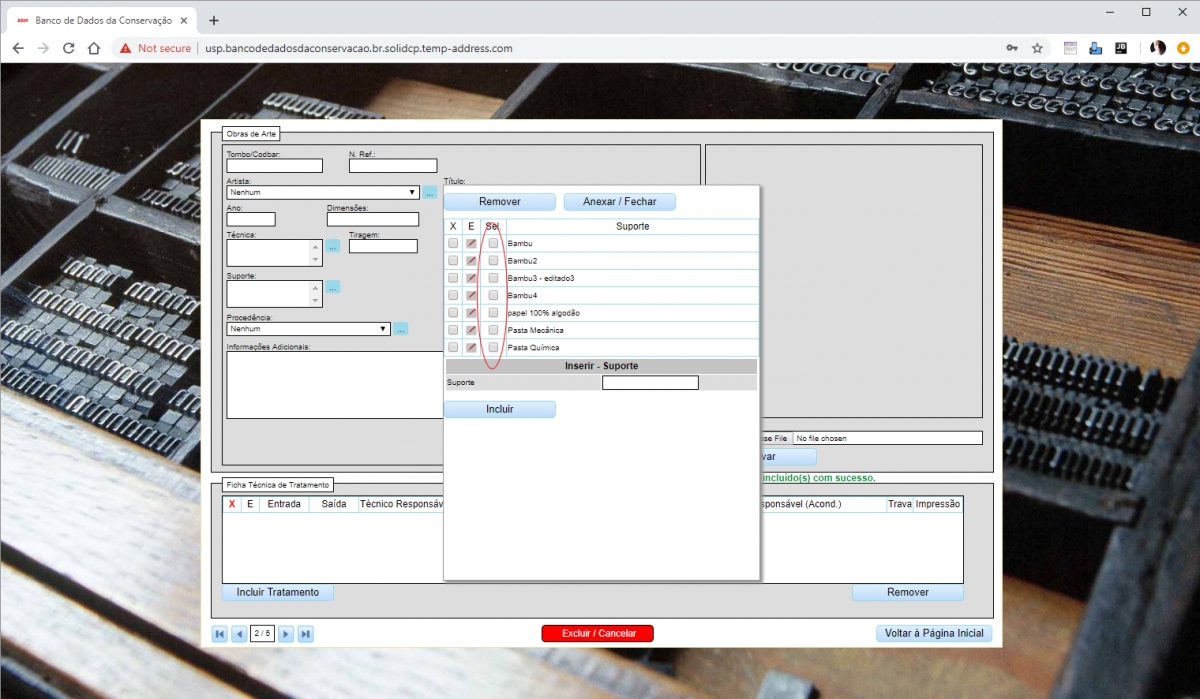 Banco de Dados da Conservação
Not secure
usp.bancodedadosdaconservacao.br.solidcp.temp-address.com
Obras de Arte
Tombo/Codbar:
N. Ref.:
Artista:
Título:
Nenhum
...
Remover
Anexar / Fechar
Ano:
Dimensões:
X E Sel. Suporte
Técnica:
Tiragem:
...
Bambu
Bambu2
Suporte:
Bambu3 - editado3
...
Bambu4
papel 100% algodão
Procedência:
Nenhum
...
Pasta Mecânica
Informações Adicionais:
Pasta Química
Inserir - Suporte
Suporte
Incluir
se File No file chosen
var
incluído(s) com sucesso.
Ficha Técnica de Tratamento
X E Entrada Saída Técnico Responsáv
sponsável (Acond.) Trava Impressão
Incluir Tratamento
Remover
2 / 5
Excluir / Cancelar
Voltar à Página Inicial